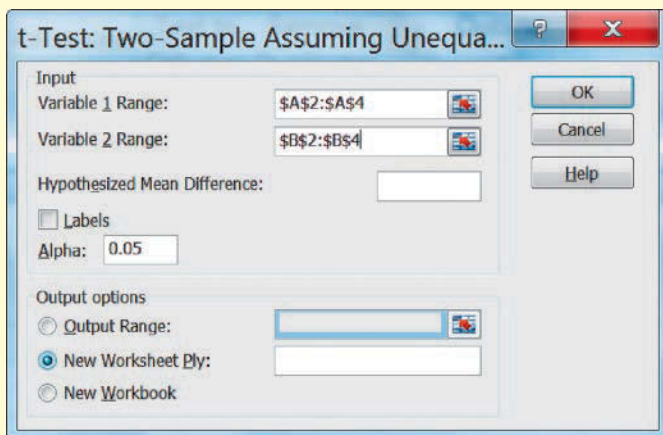 t-Test: Two-Sample Assuming Unequa...
Input
Variable 1 Range: $A$2:$A$4
Variable 2 Range: $B$2:$B$4
Hypothesized Mean Difference:
Labels
Alpha: 0.05
OK
Cancel
Help
Output options
Output Range:
New Worksheet Ply:
New Workbook